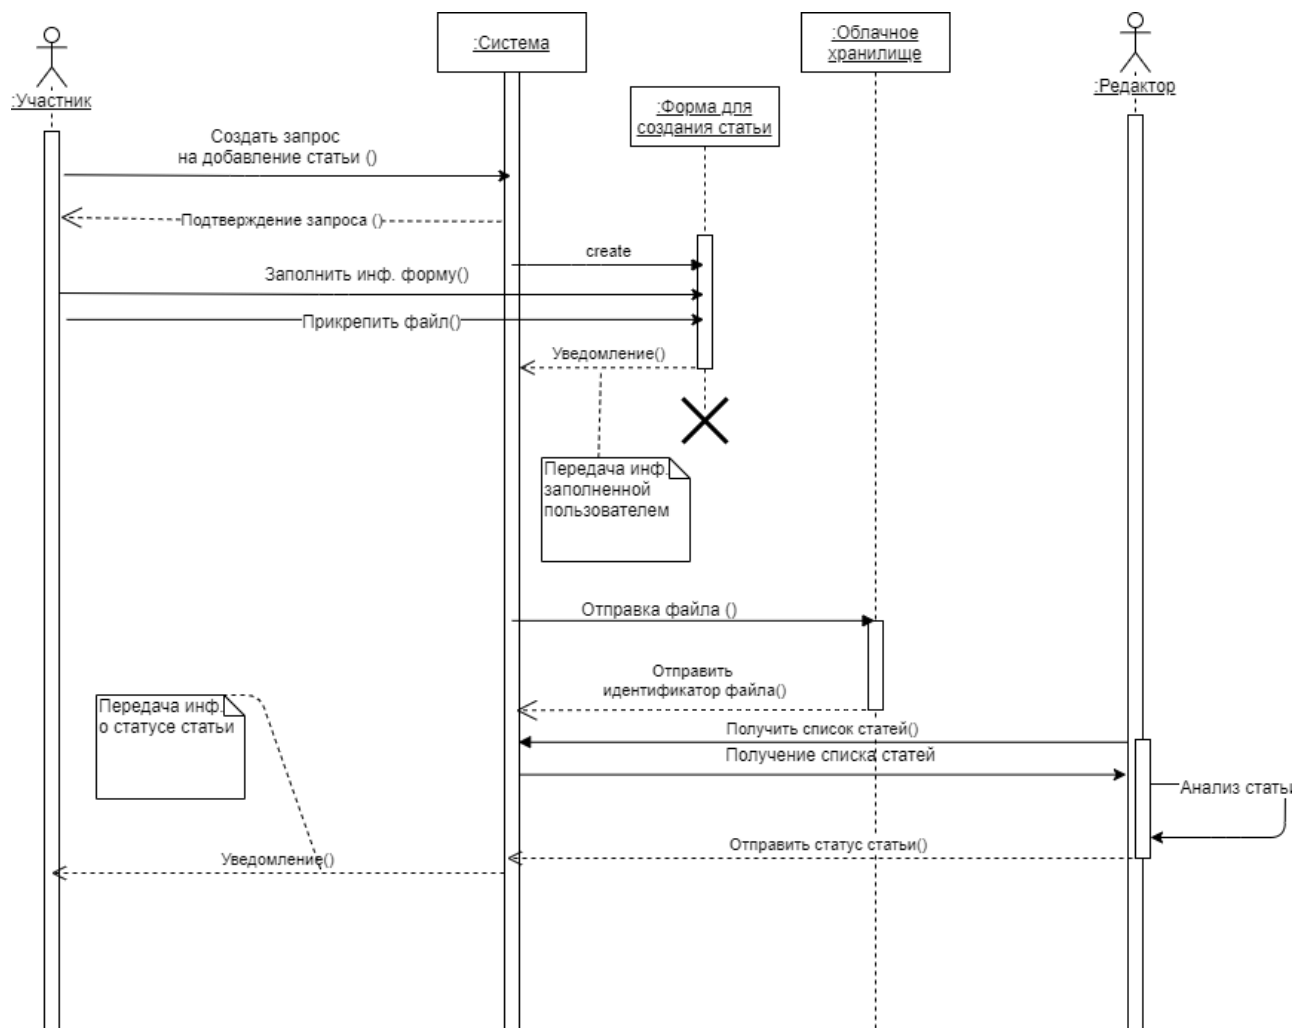 :Участник
:Система
:Облачное
хранилище
:Редактор
:Форма для
создания статьи
Создать запрос
на добавление статьи ()
Подтверждение запроса ()
create
Заполнить инф. форму()
Прикрепить файл()
Уведомление()
Передача инф.
заполненной
пользователем
Отправка файла ()
Отправить
идентификатор файла()
Передача инф.
о статусе статьи
Получить список статей()
Получение списка статей
Анализ статьи
Отправить статус статьи()
Уведомление()